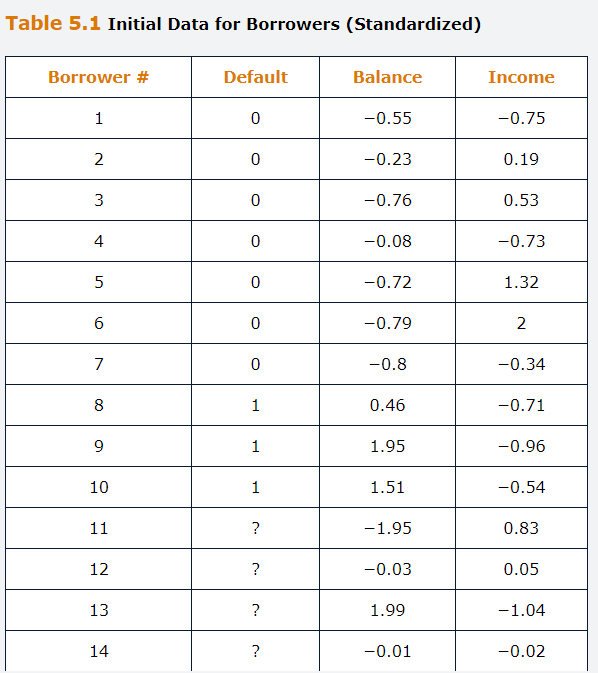 Table 5.1 Initial Data for Borrowers (Standardized)
Borrower # Default Balance Income
1 0 −0.55 −0.75
2 0 −0.23 0.19
3 0 −0.76 0.53
4 0 −0.08 −0.73
5 0 −0.72 1.32
6 0 −0.79 2
7 0 −0.8 −0.34
8 1 0.46 −0.71
9 1 1.95 −0.96
10 1 1.51 −0.54
11 ? −1.95 0.83
12 ? −0.03 0.05
13 ? 1.99 −1.04
14 ? −0.01 −0.02